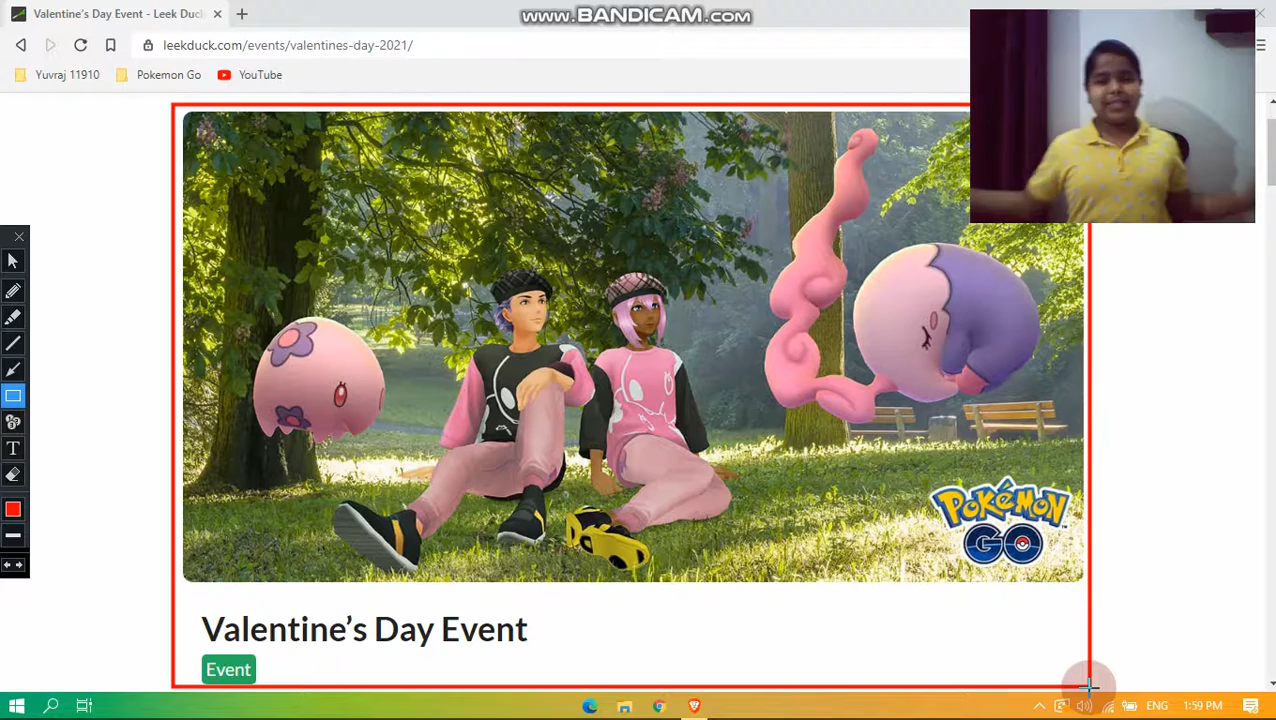 Valentine's Day Event - Leek Duc
www.BANDICAM.com
leekduck.com/events/valentines-day-2021/
Yuvraj 11910
Pokemon Go
YouTube
POKéMON
GO
Valentine's Day Event
Event
T
ENG
1:59 PM